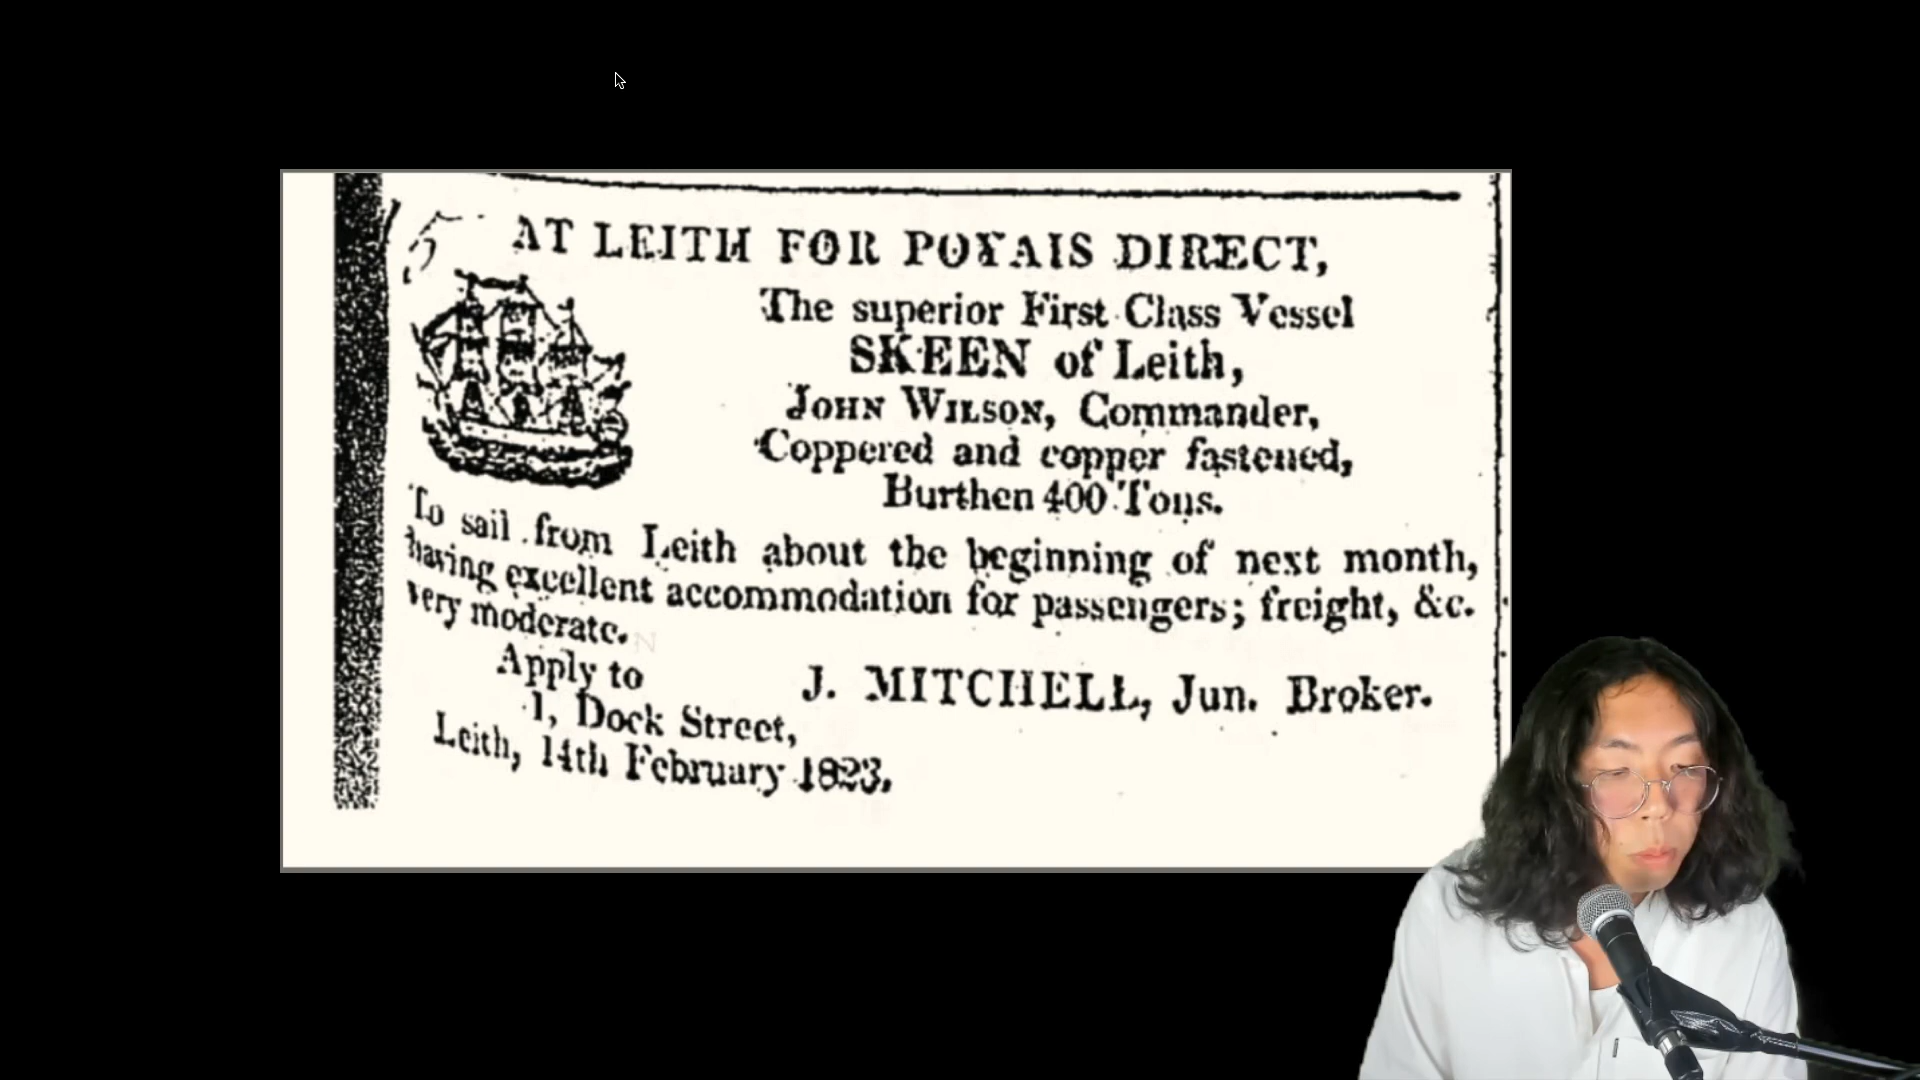 AT LEITH FOR POYAIS DIRECT,
The superior First Class Vessel
SKEEN of Leith,
JOHN WILSON, Commander,
Coppered and copper fastened,
Burthen 400 Tons.
To sail from Leith about the beginning of next month,
having excellent accommodation for passengers; freight, &c.
very moderate.
Apply to
J. MITCHELL, Jun. Broker.
1, Dock Street,
Leith, 14th February 1823.